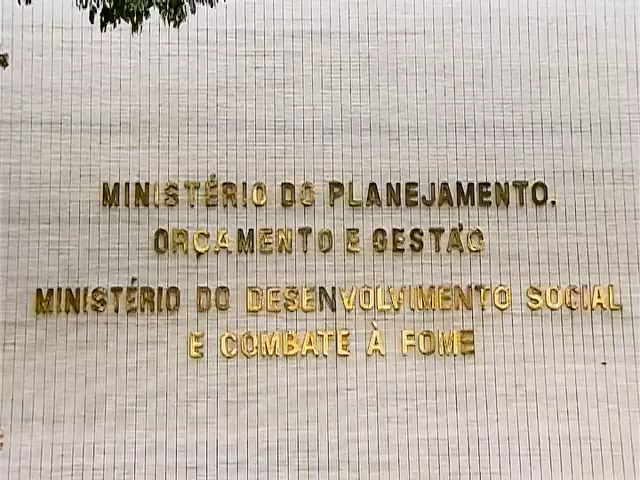 MINISTÉRIO DO PLANEJAMENTO.
ORÇAMENTO E GESTÃO
MINISTÉRIO DO DESENVOLVIMENTO SOCIAL
E COMBATE À FOME